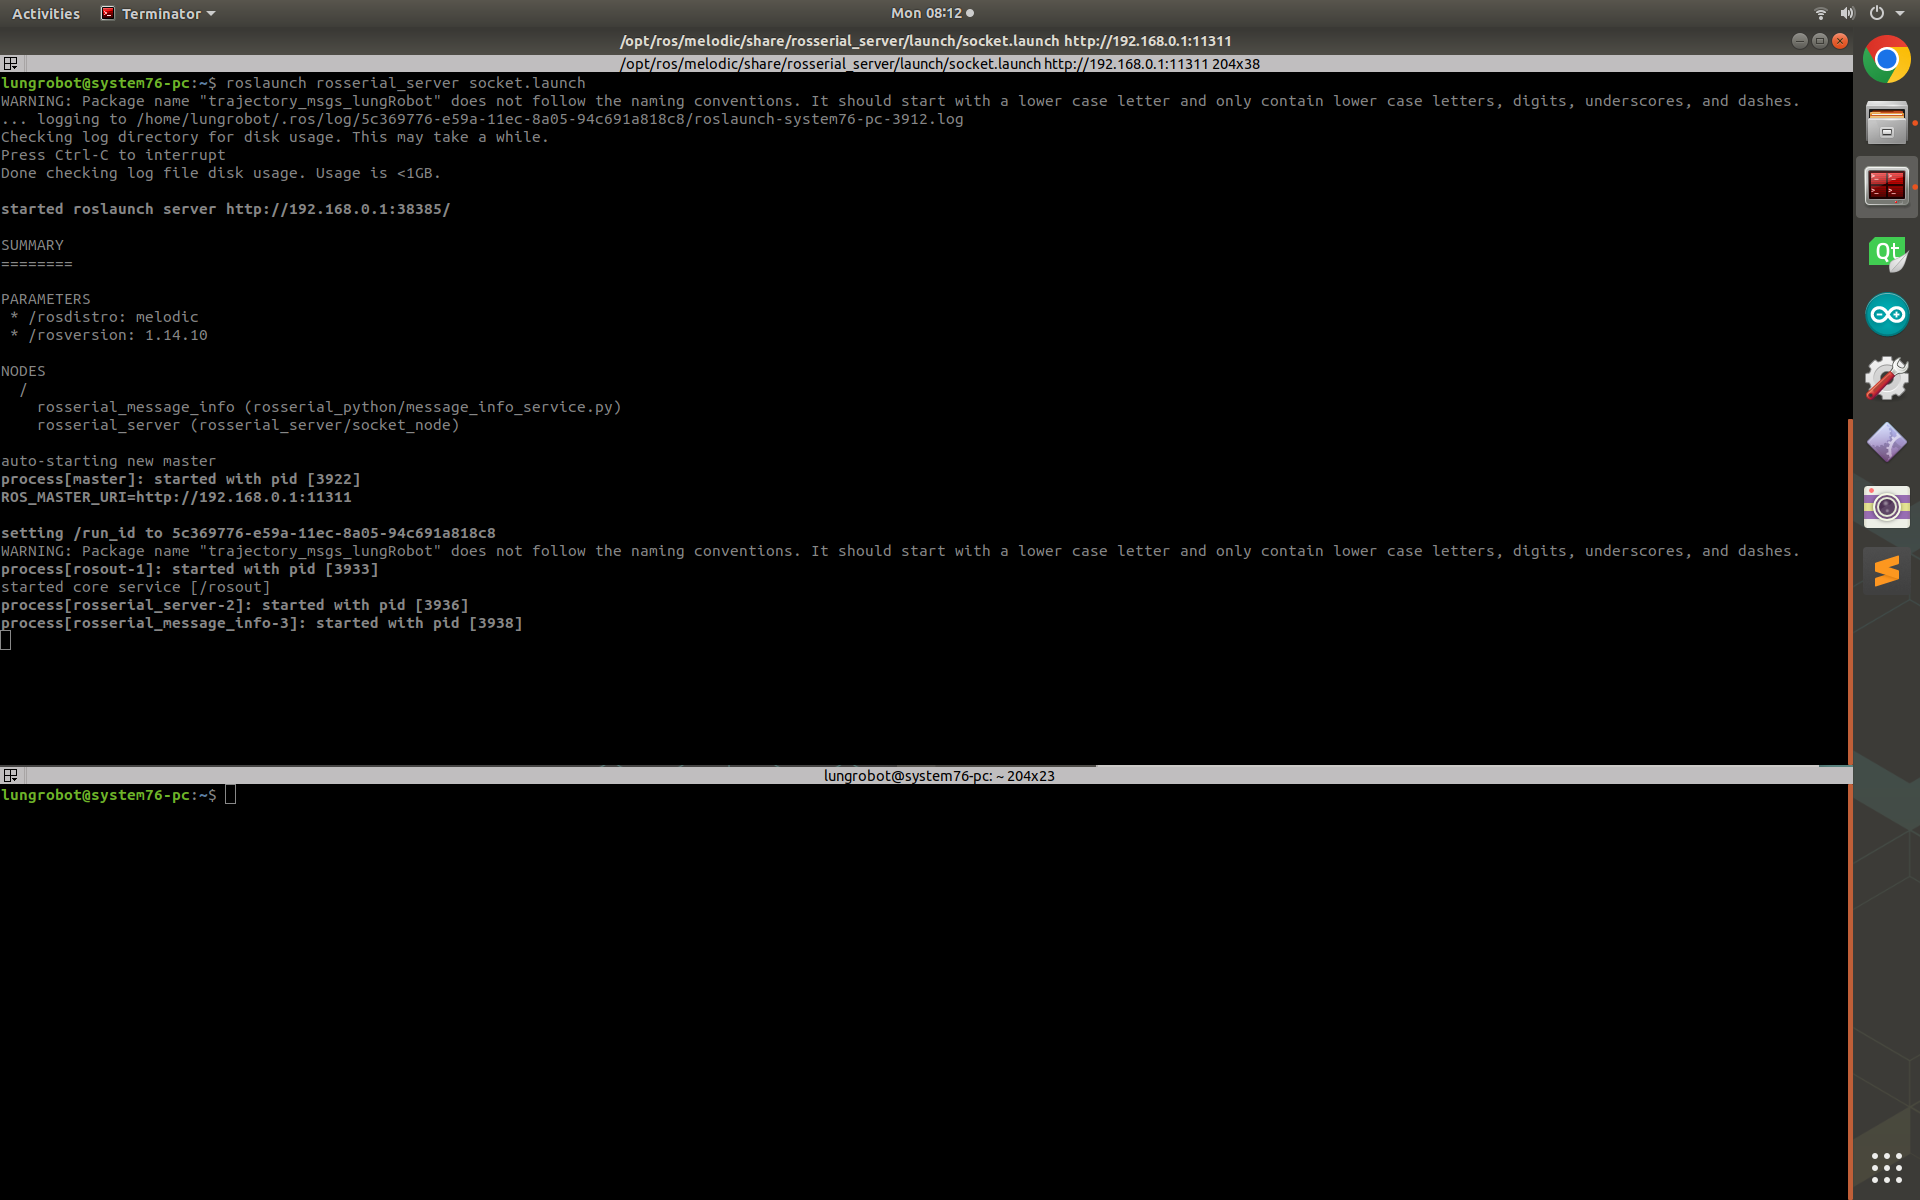 Activities Terminator Mon 08:12
/opt/ros/melodic/share/rosserial_server/launch/socket.launch http://192.168.0.1:11311
/opt/ros/melodic/share/rosserial_server/launch/socket.launch http://192.168.0.1:11311 204x38
lungrobot@system76-pc:~$ roslaunch rosserial_server socket.launch
WARNING: Package name "trajectory_msgs_lungRobot" does not follow the naming conventions. It should start with a lower case letter and only contain lower case letters, digits, underscores, and dashes.
... logging to /home/lungrobot/.ros/log/5c369776-e59a-11ec-8a05-94c691a818c8/roslaunch-system76-pc-3912.log
Checking log directory for disk usage. This may take a while.
Press Ctrl-C to interrupt
Done checking log file disk usage. Usage is <1GB.
started roslaunch server http://192.168.0.1:38385/
SUMMARY
========
PARAMETERS
* /rosdistro: melodic
* /rosversion: 1.14.10
NODES
/
rosserial_message_info (rosserial_python/message_info_service.py)
rosserial_server (rosserial_server/socket_node)
auto-starting new master
process[master]: started with pid [3922]
ROS_MASTER_URI=http://192.168.0.1:11311
setting /run_id to 5c369776-e59a-11ec-8a05-94c691a818c8
WARNING: Package name "trajectory_msgs_lungRobot" does not follow the naming conventions. It should start with a lower case letter and only contain lower case letters, digits, underscores, and dashes.
process[rosout-1]: started with pid [3933]
started core service [/rosout]
process[rosserial_server-2]: started with pid [3936]
process[rosserial_message_info-3]: started with pid [3938]
lungrobot@system76-pc: ~ 204x23
lungrobot@system76-pc:~$
Qt